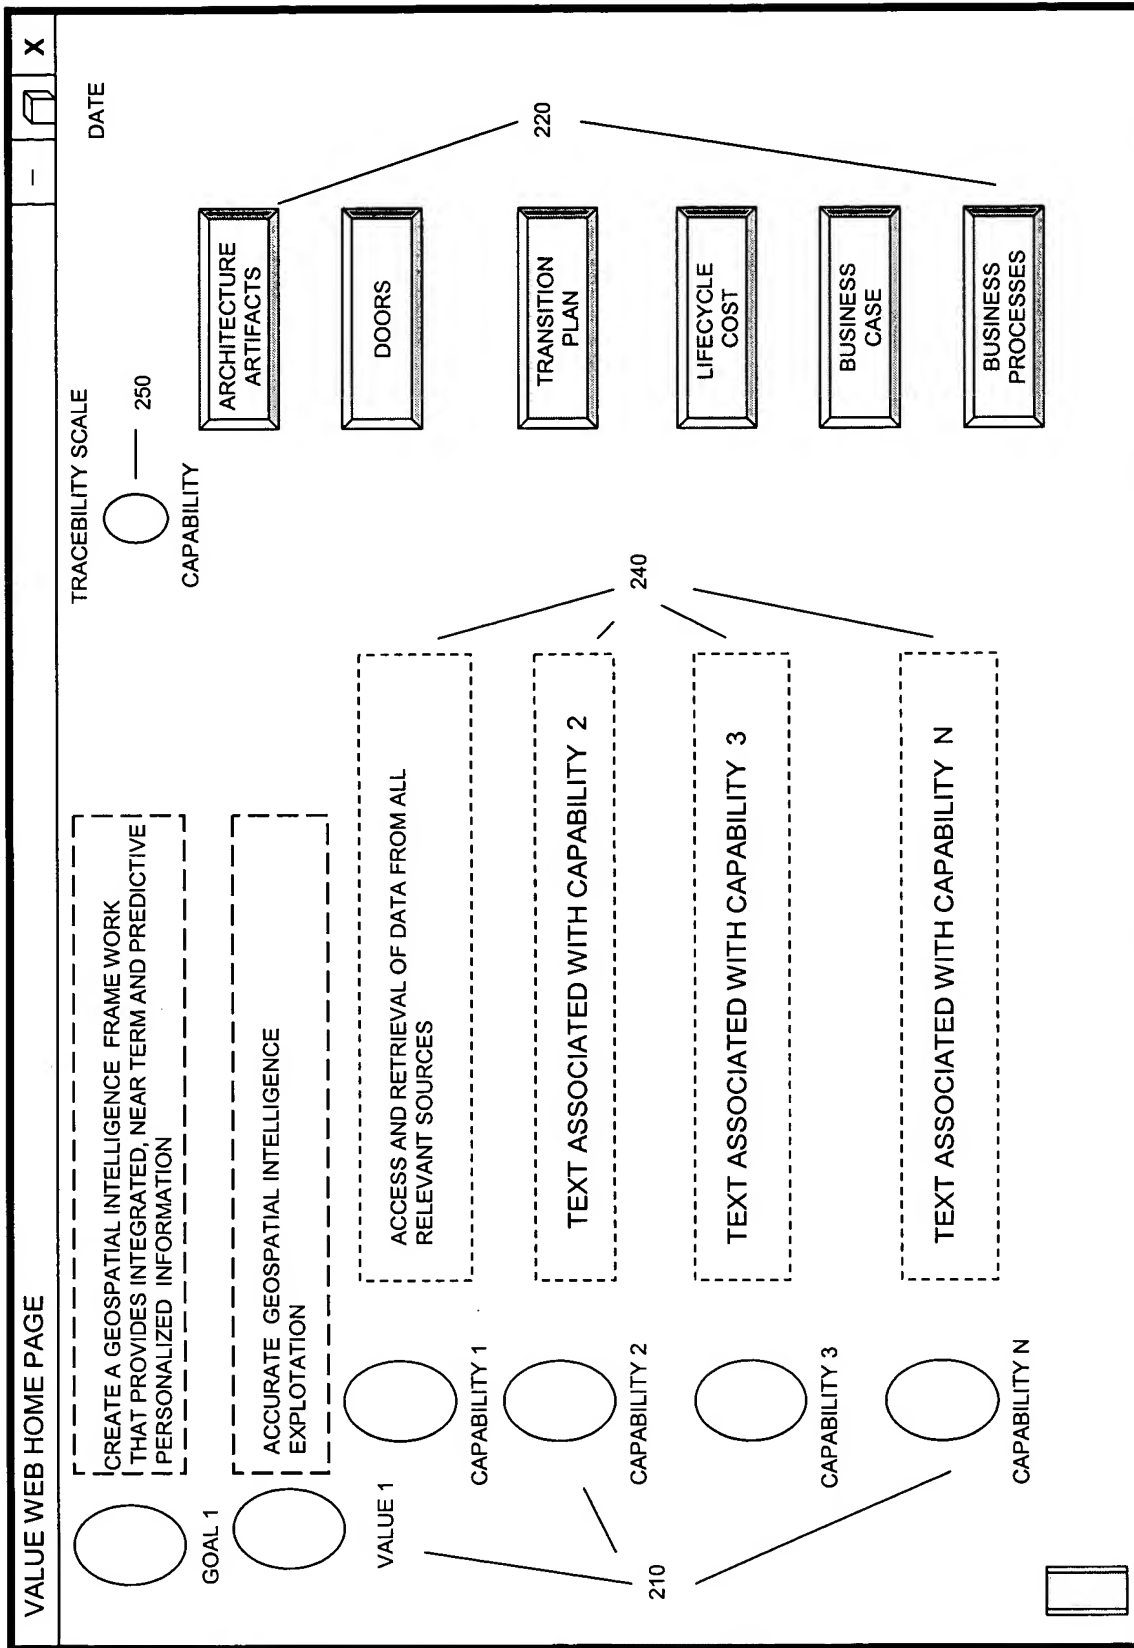 VALUE WEB HOME PAGE
– X
TRACEBILITY SCALE
DATE
250
CAPABILITY
GOAL 1
CREATE A GEOSPATIAL INTELLIGENCE FRAME WORK
THAT PROVIDES INTEGRATED, NEAR TERM AND PREDICTIVE
PERSONALIZED INFORMATION
VALUE 1
ACCURATE GEOSPATIAL INTELLIGENCE
EXPLOTATION
CAPABILITY 1
ACCESS AND RETRIEVAL OF DATA FROM ALL
RELEVANT SOURCES
CAPABILITY 2
TEXT ASSOCIATED WITH CAPABILITY 2
CAPABILITY 3
TEXT ASSOCIATED WITH CAPABILITY 3
CAPABILITY N
TEXT ASSOCIATED WITH CAPABILITY N
210
240
ARCHITECTURE
ARTIFACTS
DOORS
TRANSITION
PLAN
LIFECYCLE
COST
BUSINESS
CASE
BUSINESS
PROCESSES
220